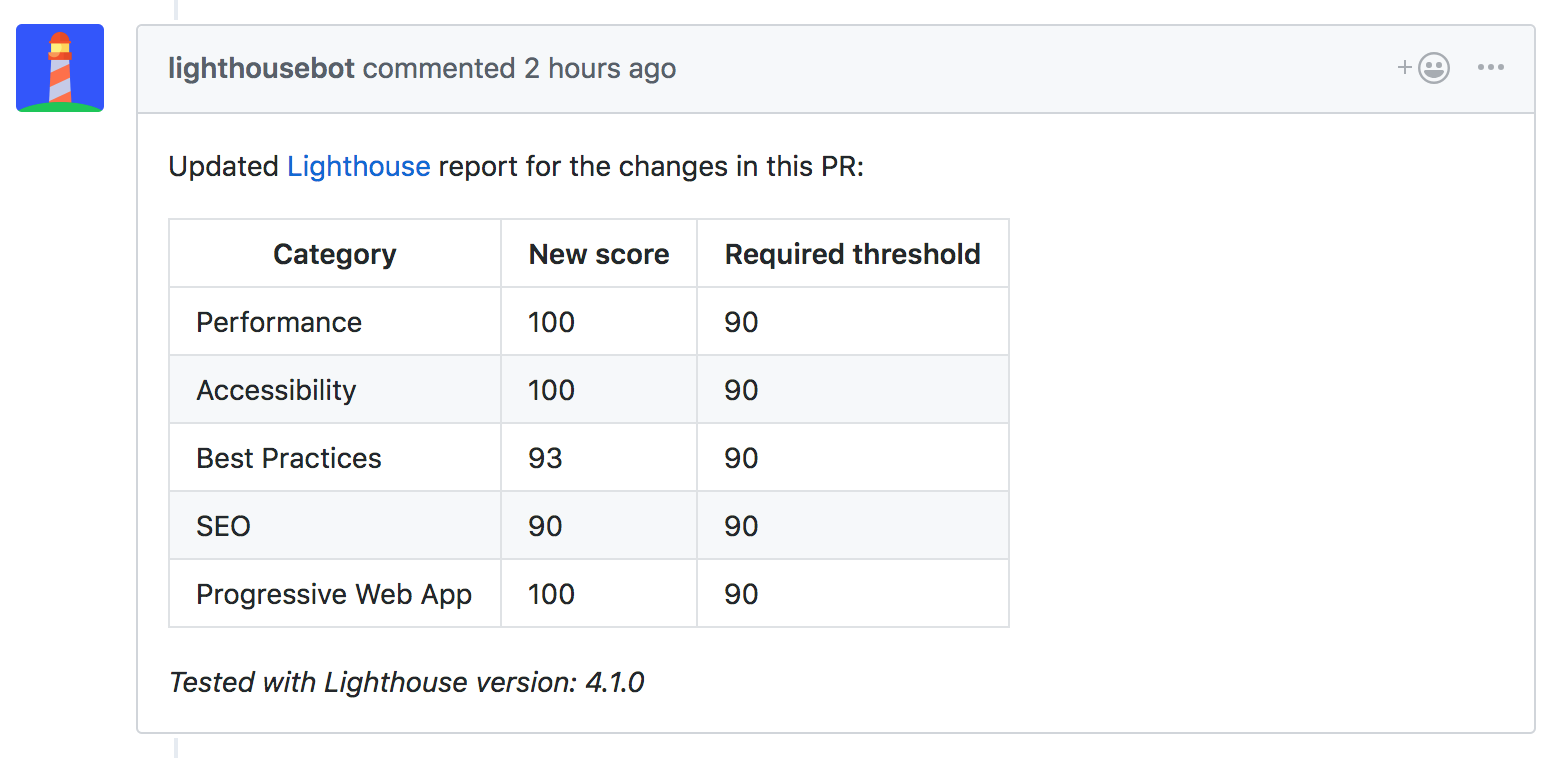 lighthousebot commented 2 hours ago
Updated Lighthouse report for the changes in this PR:
Category New score Required threshold
Performance 100 90
Accessibility 100 90
Best Practices 93 90
SEO 90 90
Progressive Web App 100 90
Tested with Lighthouse version: 4.1.0